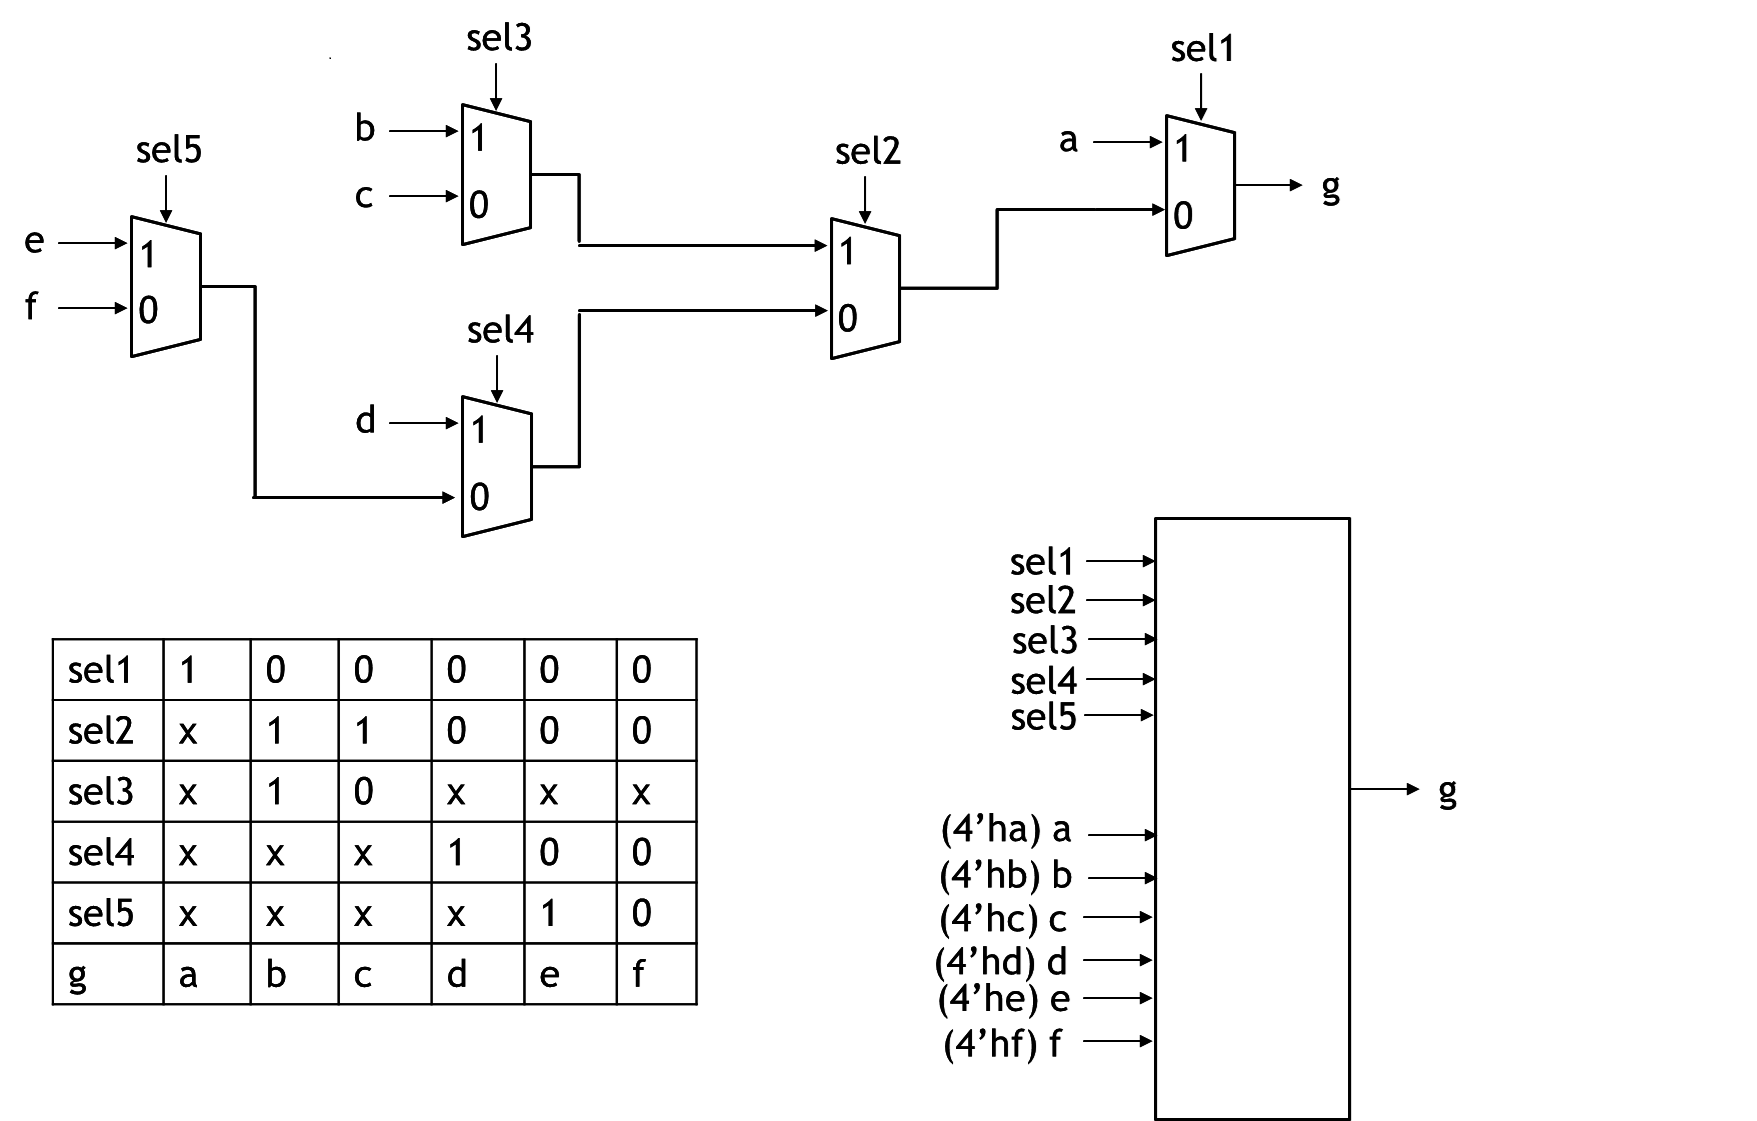 sel3
sel1
b
1
sel5
sel2
a
1
c
0
g
e
1
0
1
f
0
0
sel4
d
1
0
sel1
sel2
sel3
sel4
sel5
sel1 1 0 0 0 0 0
sel2 x 1 1 0 0 0
sel3 x 1 0 x x x
sel4 x x x 1 0 0
sel5 x x x x 1 0
g a b c d e f
g
(4’ha) a
(4’hb) b
(4’hc) c
(4’hd) d
(4’he) e
(4’hf) f